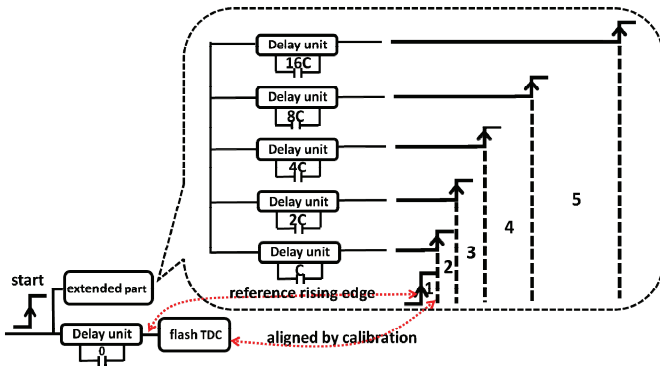 Delay unit
16C
Delay unit
8C
Delay unit
4C
5
Delay unit
2C
4
3
Delay unit
C
2
1
start
extended part
reference rising edge
Delay unit
0
flash TDC
aligned by calibration